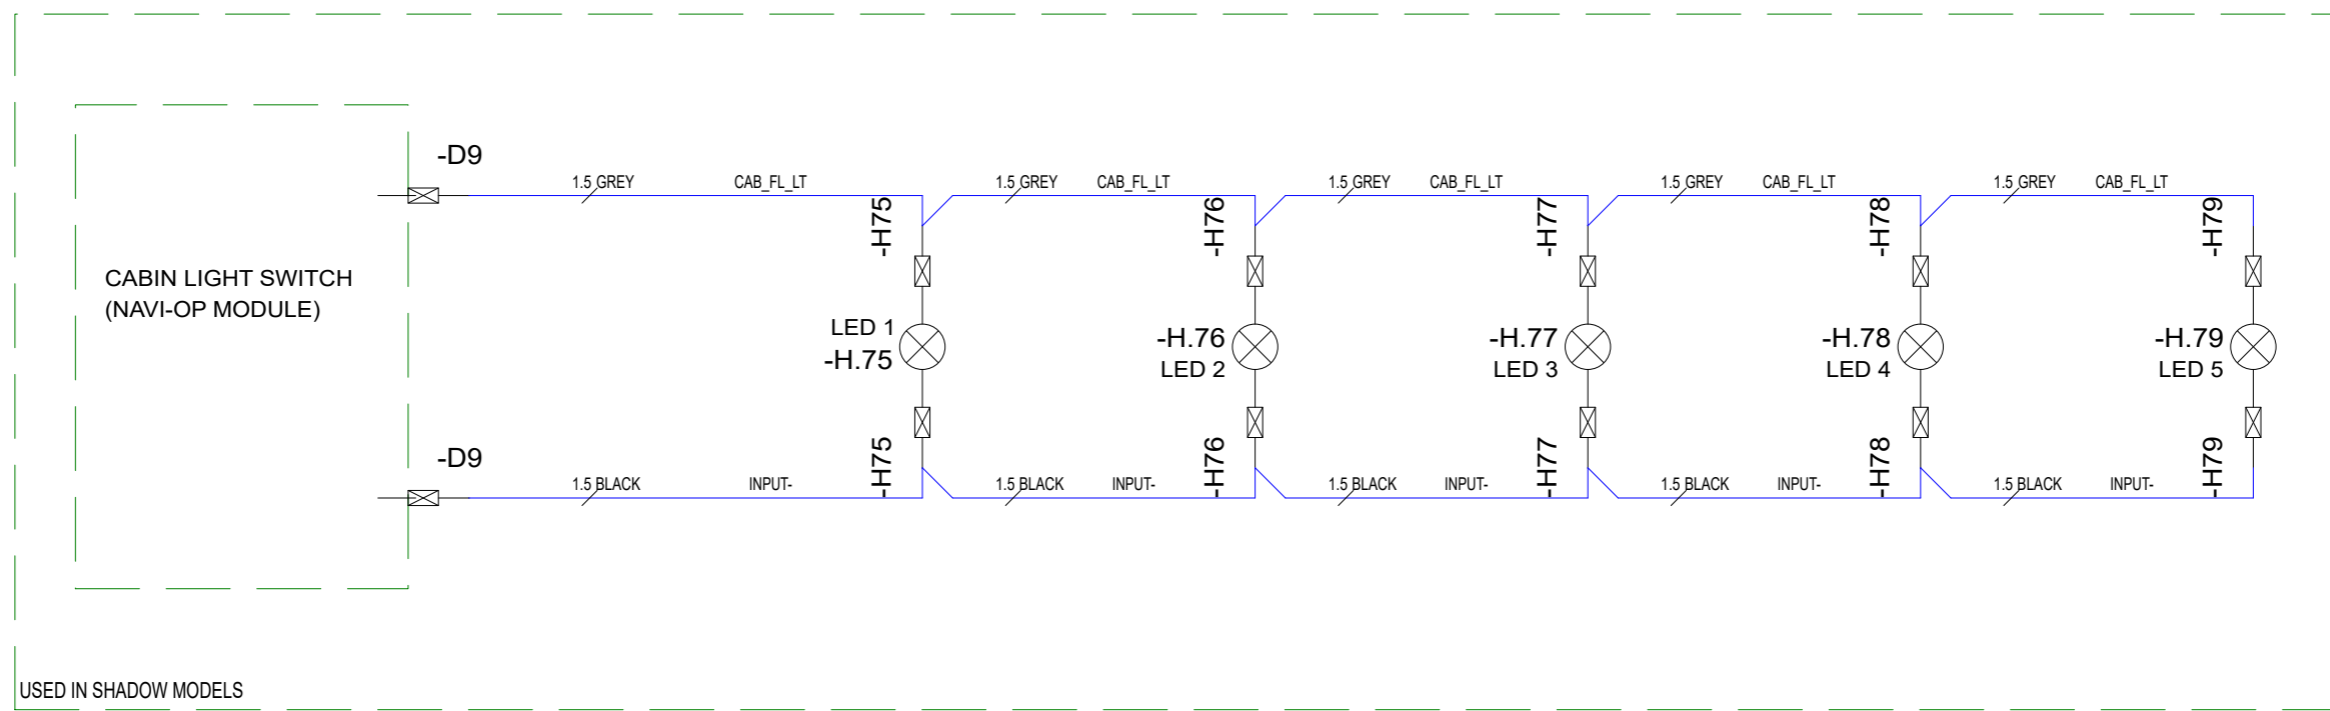 -D9
1.5 GREY
CAB_FL_LT
1.5 GREY
CAB_FL_LT
1.5 GREY
CAB_FL_LT
1.5 GREY
CAB_FL_LT
1.5 GREY
CAB_FL_LT
-H75
-H76
-H77
-H78
-H79
CABIN LIGHT SWITCH
(NAVI-OP MODULE)
LED 1
-H.75
-H.76
LED 2
-H.77
LED 3
-H.78
LED 4
-H.79
LED 5
-D9
-H75
-H76
-H77
-H78
-H79
1.5 BLACK
INPUT-
1.5 BLACK
INPUT-
1.5 BLACK
INPUT-
1.5 BLACK
INPUT-
1.5 BLACK
INPUT-
USED IN SHADOW MODELS